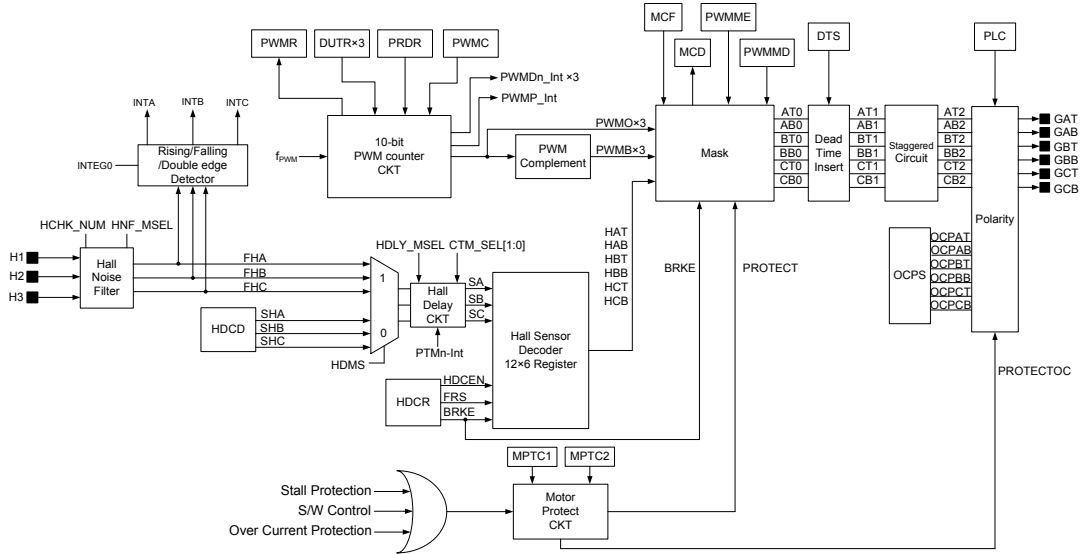 PWMR
DUTR×3
PRDR
PWMC
MCF
MCD
PWMME
PWMMD
DTS
PLC
INTA
INTB
INTC
INTEG0
Rising/Falling
/Double edge
Detector
fPWM
10-bit
PWM counter
CKT
PWMDn_Int ×3
PWMP_Int
PWM
Complement
PWMO×3
PWMB×3
Mask
AT0
AB0
BT0
BB0
CT0
CB0
Dead
Time
Insert
AT1
AB1
BT1
BB1
CT1
CB1
Staggered
Circuit
AT2
AB2
BT2
BB2
CT2
CB2
Polarity
GAT
GAB
GBT
GBB
GCT
GCB
HCHK_NUM
HNF_MSEL
H1
H2
H3
Hall
Noise
Filter
FHA
FHB
FHC
HDCD
SHA
SHB
SHC
1
0
HDMS
HDLY_MSEL
CTM_SEL[1:0]
Hall
Delay
CKT
PTMn-Int
SA
SB
SC
Hall Sensor
Decoder
12×6 Register
HDCR
HDCEN
FRS
BRKE
HAT
HAB
HBT
HBB
HCT
HCB
BRKE
PROTECT
OCPS
OCPAT
OCPAB
OCPBT
OCPBB
OCPCT
OCPCB
PROTECTOC
MPTC1
MPTC2
Stall Protection
S/W Control
Over Current Protection
Motor
Protect
CKT